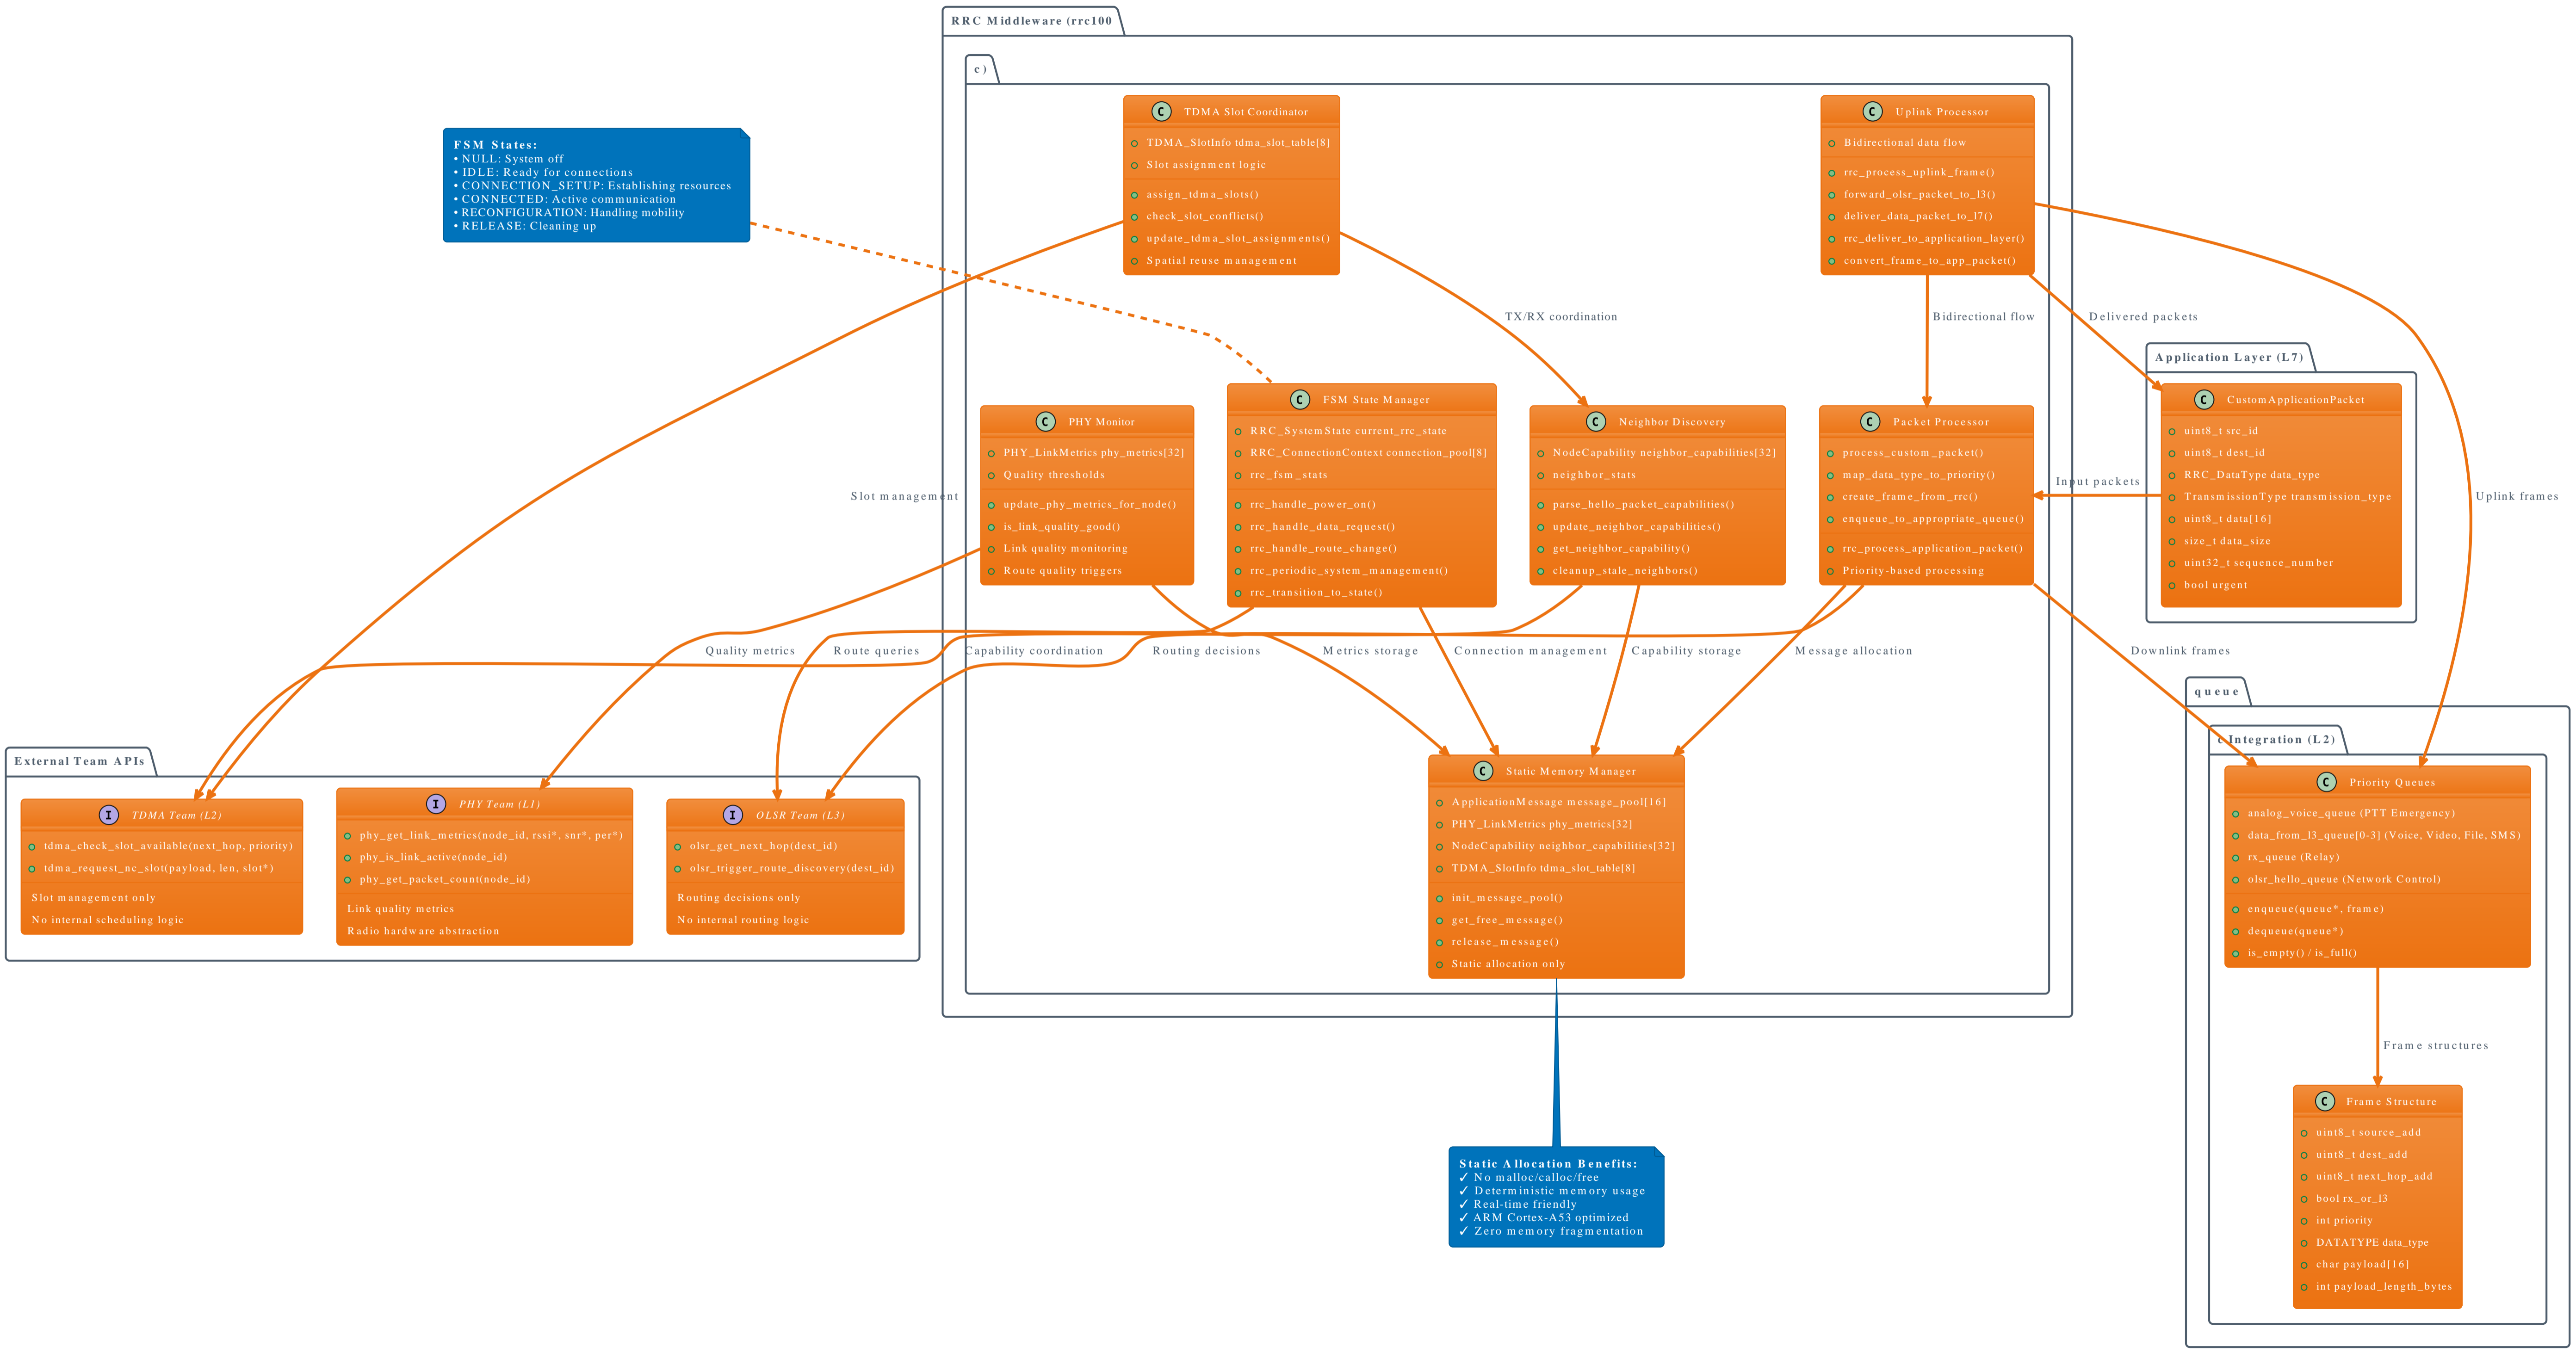 RRC Middleware (rrc100
c)
TDMA Slot Coordinator
TDMA_SlotInfo tdma_slot_table[8]
Slot assignment logic
assign_tdma_slots()
check_slot_conflicts()
update_tdma_slot_assignments()
Spatial reuse management
Uplink Processor
Bidirectional data flow
rrc_process_uplink_frame()
forward_olsr_packet_to_l3()
deliver_data_packet_to_l7()
rrc_deliver_to_application_layer()
convert_frame_to_app_packet()
FSM States:
• NULL: System off
• IDLE: Ready for connections
• CONNECTION_SETUP: Establishing resources
• CONNECTED: Active communication
• RECONFIGURATION: Handling mobility
• RELEASE: Cleaning up
TX/RX coordination
Bidirectional flow
Delivered packets
Application Layer (L7)
CustomApplicationPacket
uint8_t src_id
uint8_t dest_id
RRC_DataType data_type
TransmissionType transmission_type
uint8_t data[16]
size_t data_size
uint32_t sequence_number
bool urgent
PHY Monitor
PHY_LinkMetrics phy_metrics[32]
Quality thresholds
update_phy_metrics_for_node()
is_link_quality_good()
Link quality monitoring
Route quality triggers
FSM State Manager
RRC_SystemState current_rrc_state
RRC_ConnectionContext connection_pool[8]
rrc_fsm_stats
rrc_handle_power_on()
rrc_handle_data_request()
rrc_handle_route_change()
rrc_periodic_system_management()
rrc_transition_to_state()
Neighbor Discovery
NodeCapability neighbor_capabilities[32]
neighbor_stats
parse_hello_packet_capabilities()
update_neighbor_capabilities()
get_neighbor_capability()
cleanup_stale_neighbors()
Packet Processor
process_custom_packet()
map_data_type_to_priority()
create_frame_from_rrc()
enqueue_to_appropriate_queue()
rrc_process_application_packet()
Priority-based processing
Slot management
Input packets
Uplink frames
Quality metrics
Route queries
Capability coordination
Routing decisions
Metrics storage
Connection management
Capability storage
Message allocation
Downlink frames
External Team APIs
TDMA Team (L2)
tdma_check_slot_available(next_hop, priority)
tdma_request_nc_slot(payload, len, slot*)
Slot management only
No internal scheduling logic
PHY Team (L1)
phy_get_link_metrics(node_id, rssi*, snr*, per*)
phy_is_link_active(node_id)
phy_get_packet_count(node_id)
Link quality metrics
Radio hardware abstraction
OLSR Team (L3)
olsr_get_next_hop(dest_id)
olsr_trigger_route_discovery(dest_id)
Routing decisions only
No internal routing logic
Static Memory Manager
ApplicationMessage message_pool[16]
PHY_LinkMetrics phy_metrics[32]
NodeCapability neighbor_capabilities[32]
TDMA_SlotInfo tdma_slot_table[8]
init_message_pool()
get_free_message()
release_message()
Static allocation only
queue
c Integration (L2)
Priority Queues
analog_voice_queue (PTT Emergency)
data_from_l3_queue[0-3] (Voice, Video, File, SMS)
rx_queue (Relay)
olsr_hello_queue (Network Control)
enqueue(queue*, frame)
dequeue(queue*)
is_empty() / is_full()
Frame structures
Frame Structure
uint8_t source_add
uint8_t dest_add
uint8_t next_hop_add
bool rx_or_l3
int priority
DATATYPE data_type
char payload[16]
int payload_length_bytes
Static Allocation Benefits:
✓ No malloc/calloc/free
✓ Deterministic memory usage
✓ Real-time friendly
✓ ARM Cortex-A53 optimized
✓ Zero memory fragmentation